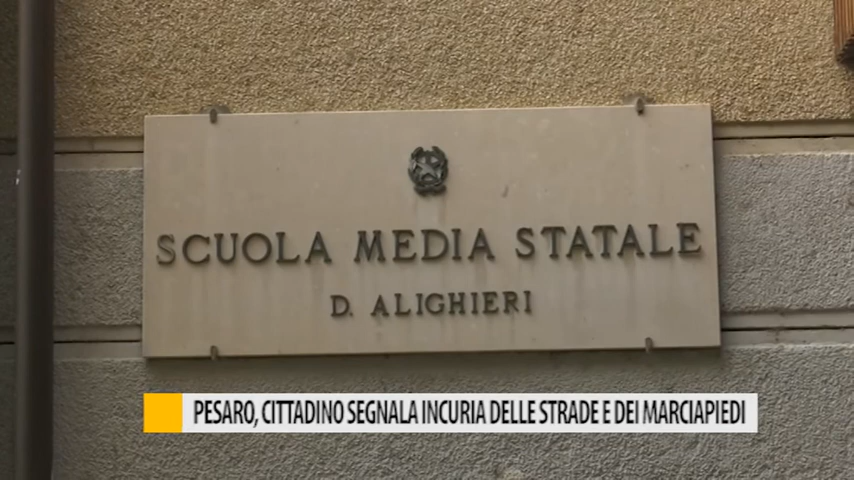 SCUOLA MEDIA STATALE
D. ALIGHIERI
PESARO, CITTADINO SEGNALA INCURIA DELLE STRADE E DEI MARCIAPIEDI